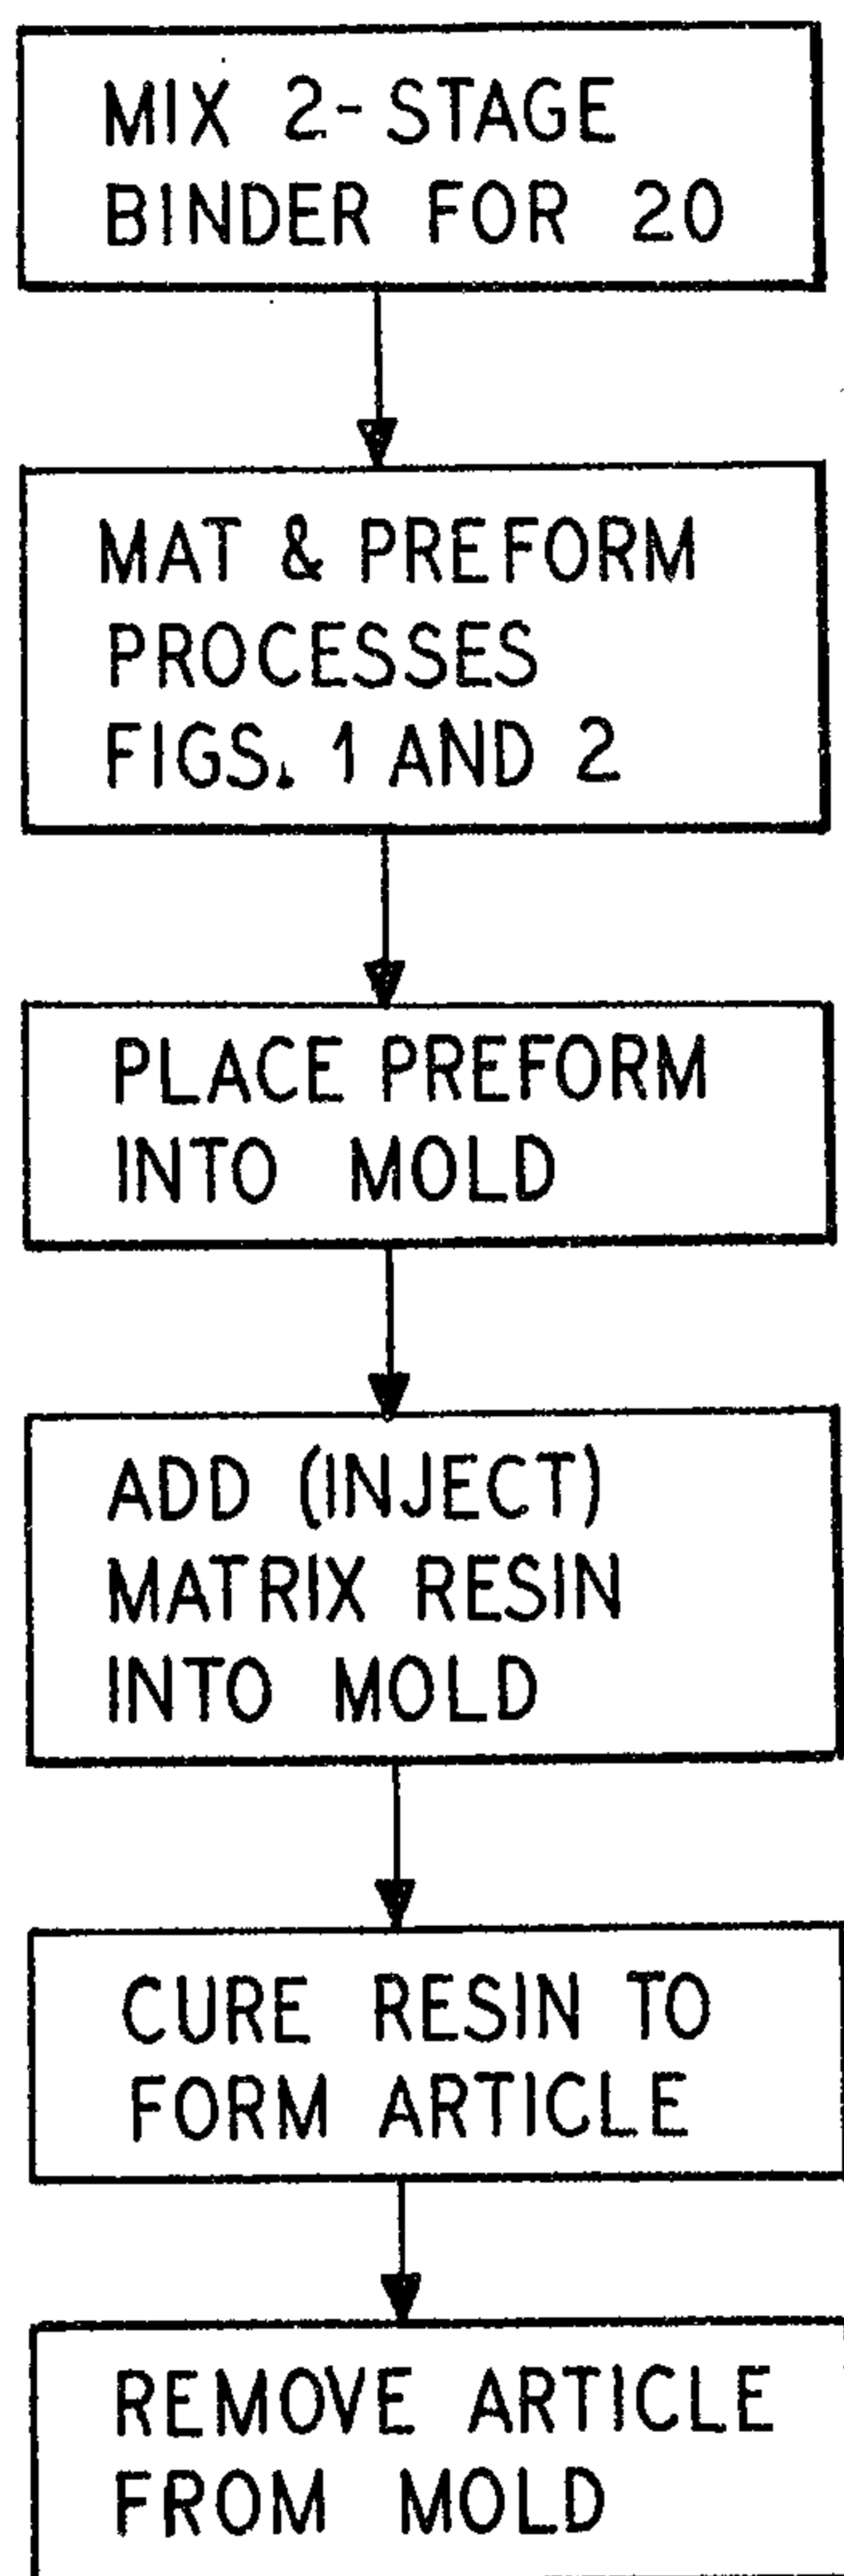 MIX 2-STAGE
BINDER FOR 20
MAT & PREFORM
PROCESSES
FIGS. 1 AND 2
PLACE PREFORM
INTO MOLD
ADD (INJECT)
MATRIX RESIN
INTO MOLD
CURE RESIN TO
FORM ARTICLE
REMOVE ARTICLE
FROM MOLD